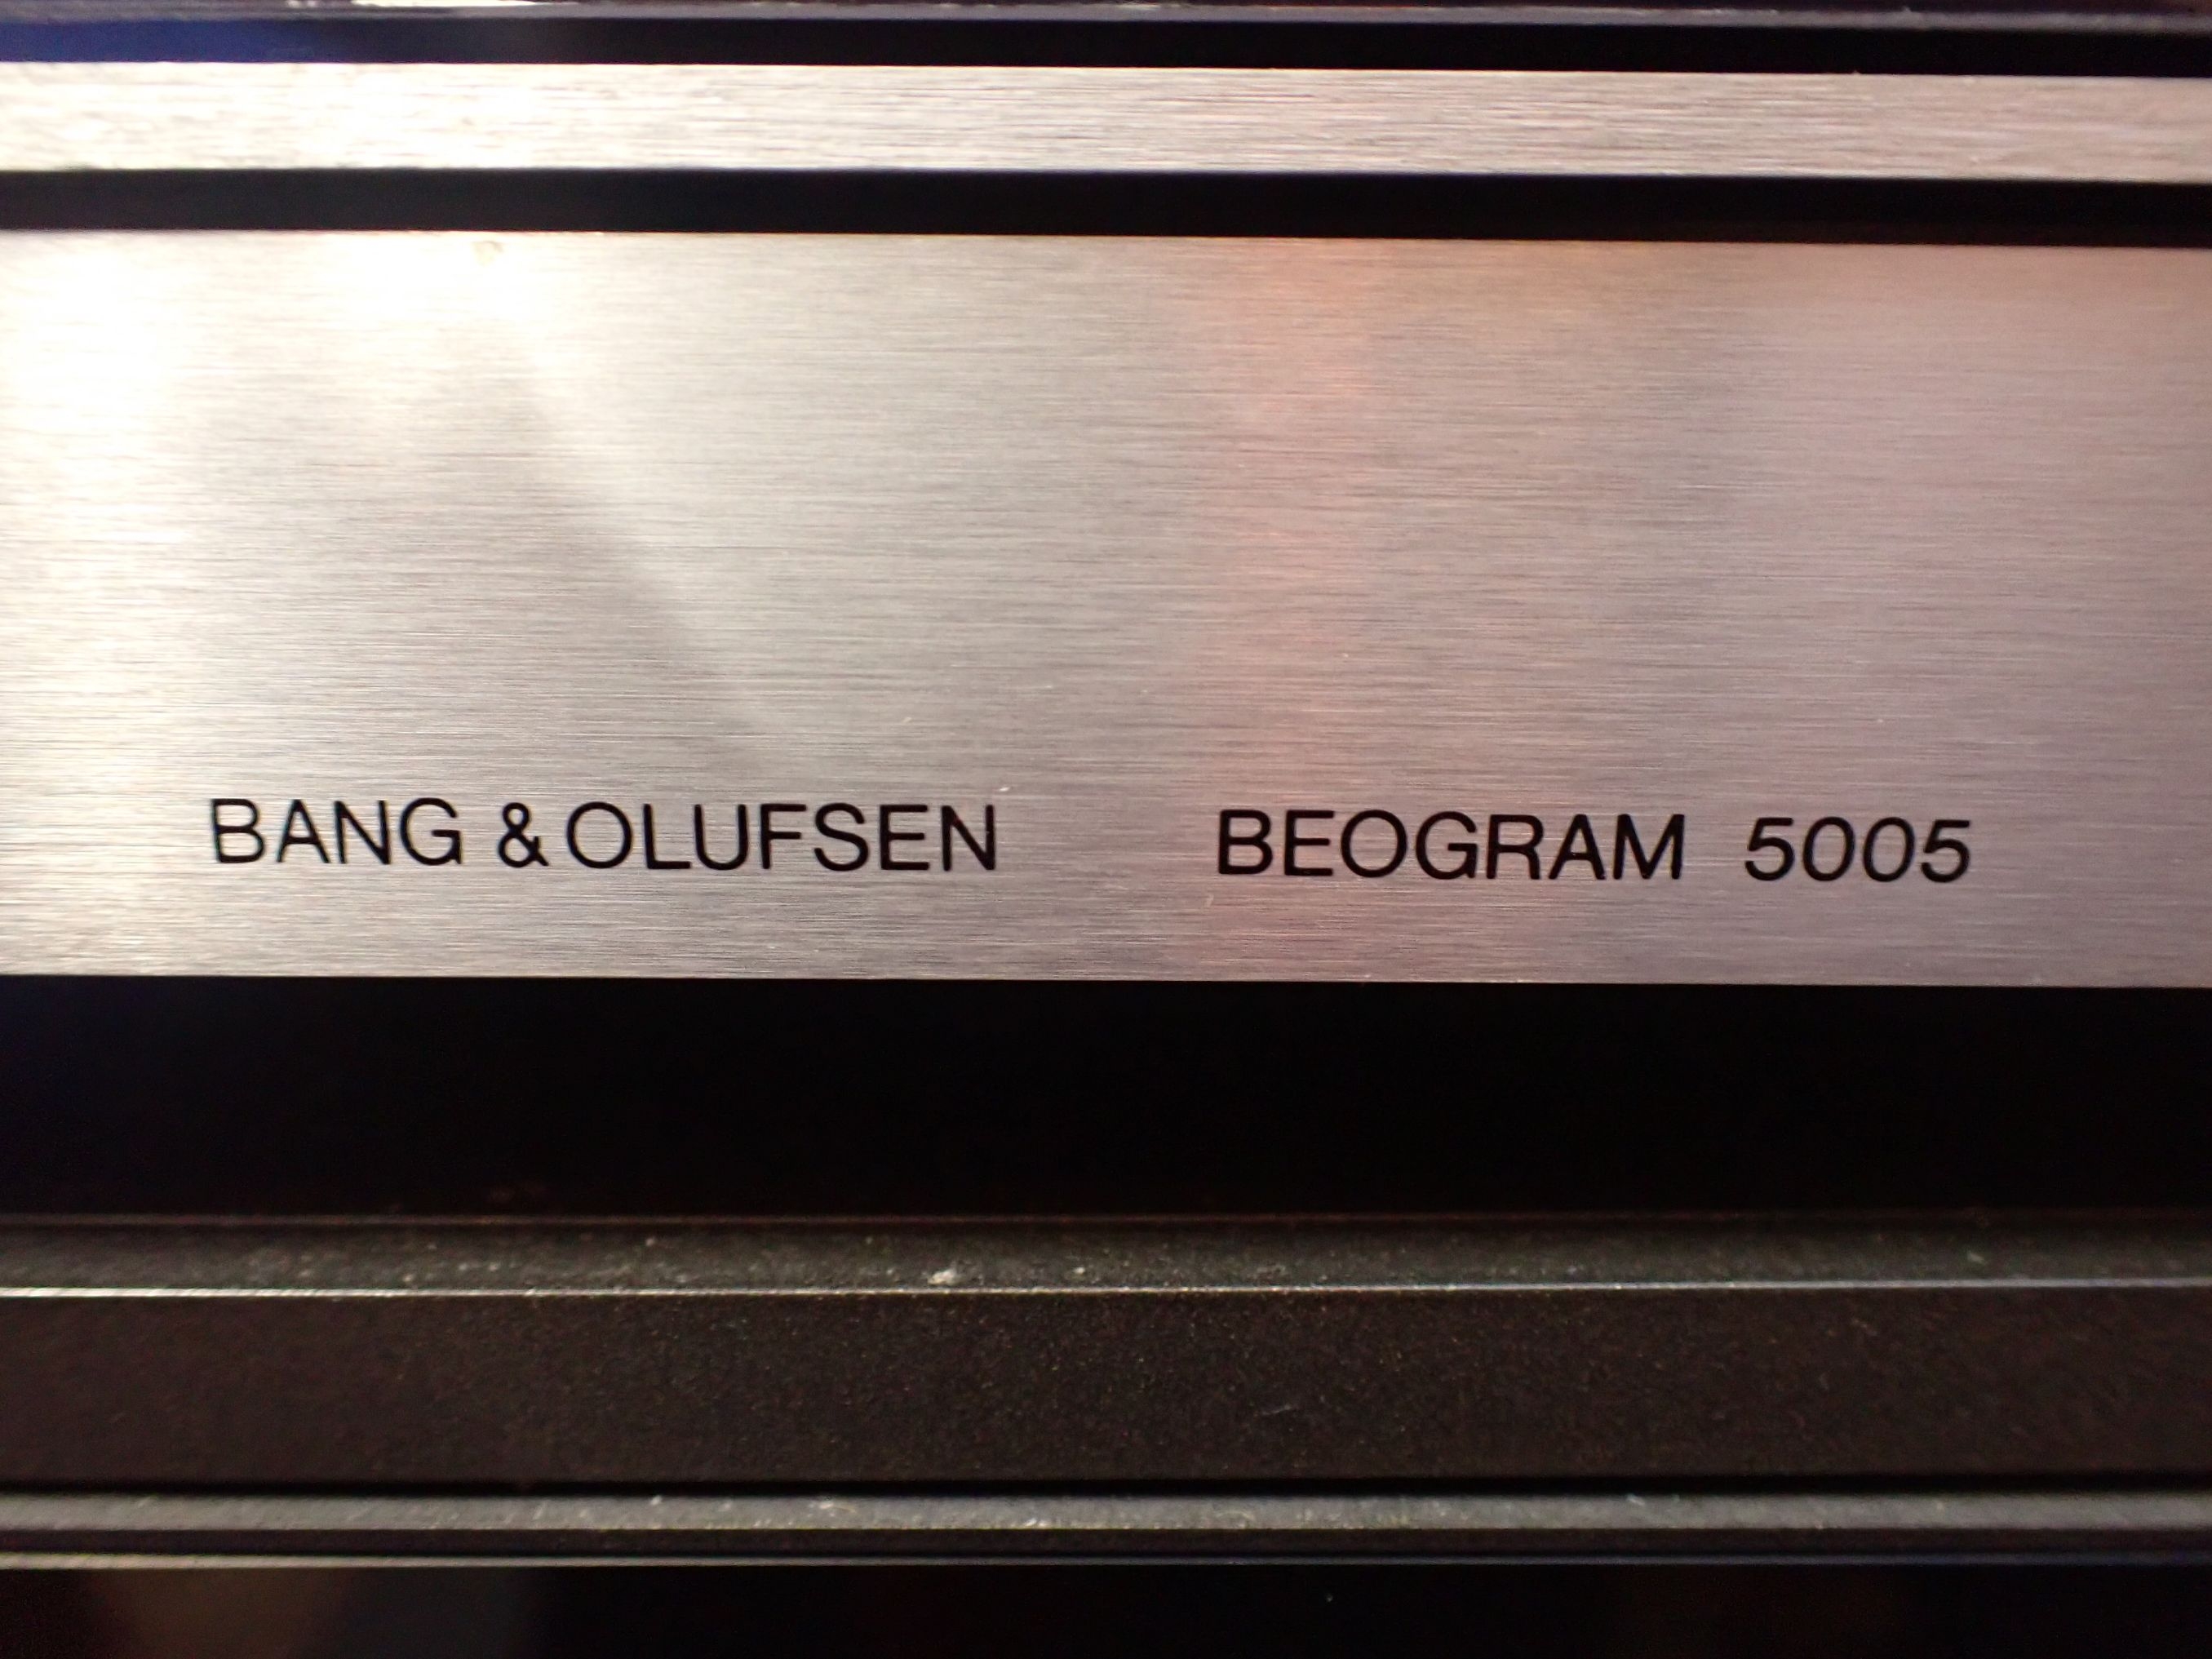 BANG & OLUFSEN BEOGRAM 5005